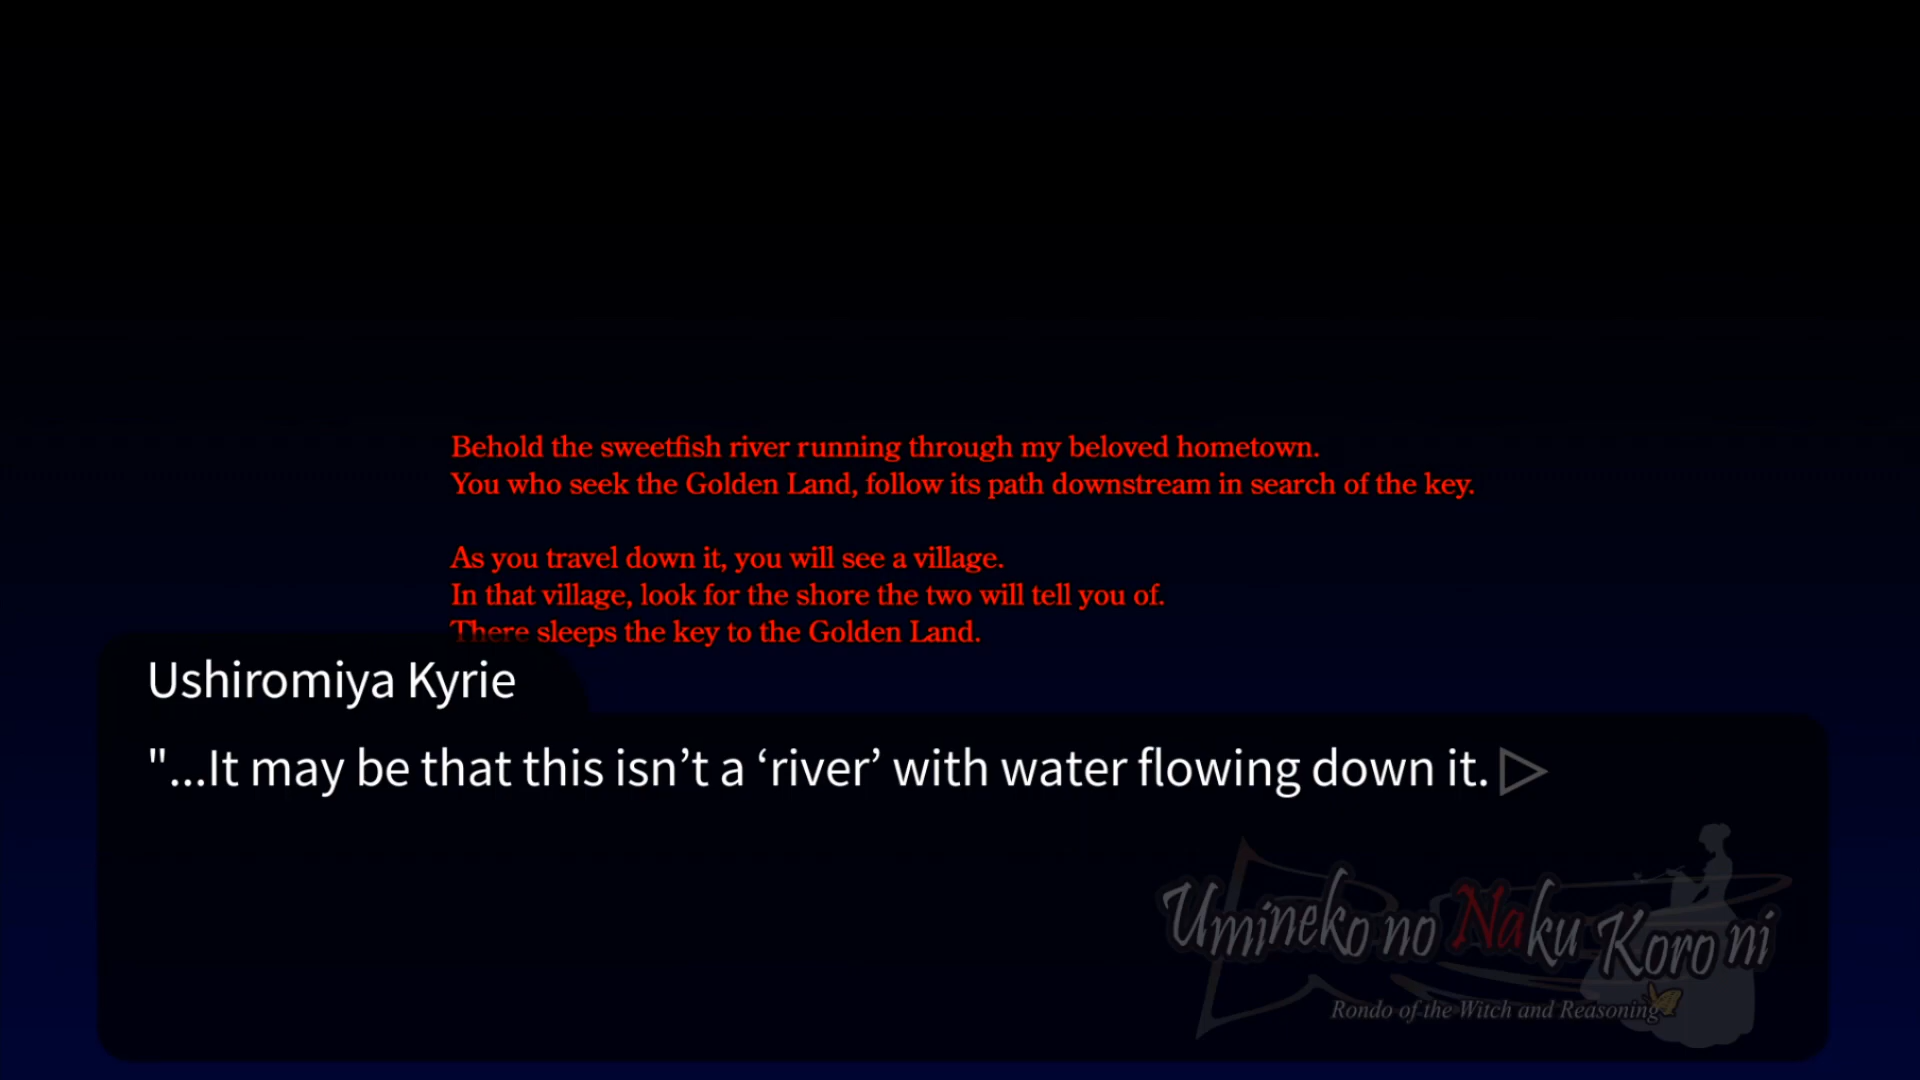 Behold the sweetfish river running through my beloved hometown.
You who seek the Golden Land, follow its path downstream in search of the key.
As you travel down it, you will see a village.
In that village, look for the shore the two will tell you of.
There sleeps the key to the Golden Land.
Ushiromiya Kyrie
"...It may be that this isn’t a ‘river’ with water flowing down it.
Umineko no Naku Koro ni
Rondo of the Witch and Reasoning